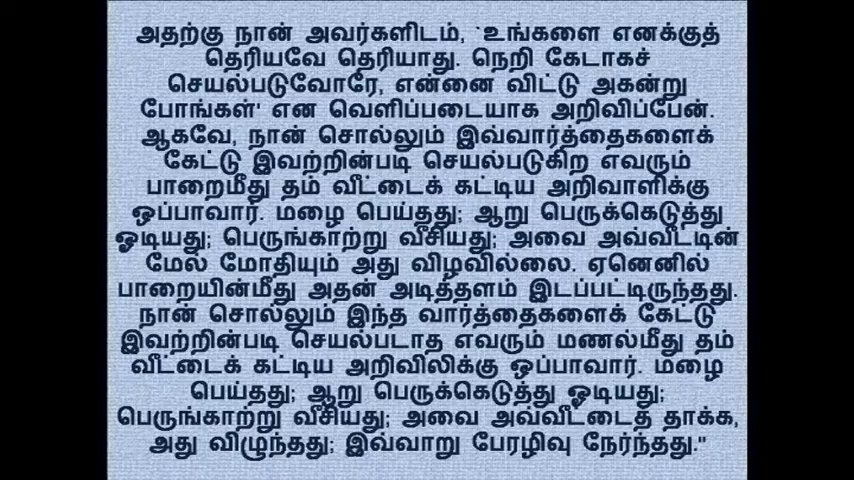 அதற்கு நான் அவர்களிடம், `உங்களை எனக்குத்
தெரியவே தெரியாது. நெறி கேடாகச்
செயல்படுவோரே, என்னை விட்டு அகன்று
போங்கள்' என வெளிப்படையாக அறிவிப்பேன்.
ஆகவே, நான் சொல்லும் இவ்வார்த்தைகளைக்
கேட்டு இவற்றின்படி செயல்படுகிற எவரும்
பாறைமீது தம் வீட்டைக் கட்டிய அறிவாளிக்கு
ஒப்பாவார். மழை பெய்தது; ஆறு பெருக்கெடுத்து
ஓடியது; பெருங்காற்று வீசியது; அவை அவ்வீட்டின்
மேல் மோதியும் அது விழவில்லை. ஏனெனில்
பாறையின்மீது அதன் அடித்தளம் இடப்பட்டிருந்தது.
நான் சொல்லும் இந்த வார்த்தைகளைக் கேட்டு
இவற்றின்படி செயல்படாத எவரும் மணல்மீது தம்
வீட்டைக் கட்டிய அறிவிலிக்கு ஒப்பாவார். மழை
பெய்தது; ஆறு பெருக்கெடுத்து ஓடியது;
பெருங்காற்று வீசியது; அவை அவ்வீட்டைத் தாக்க,
அது விழுந்தது; இவ்வாறு பேரழிவு நேர்ந்தது."